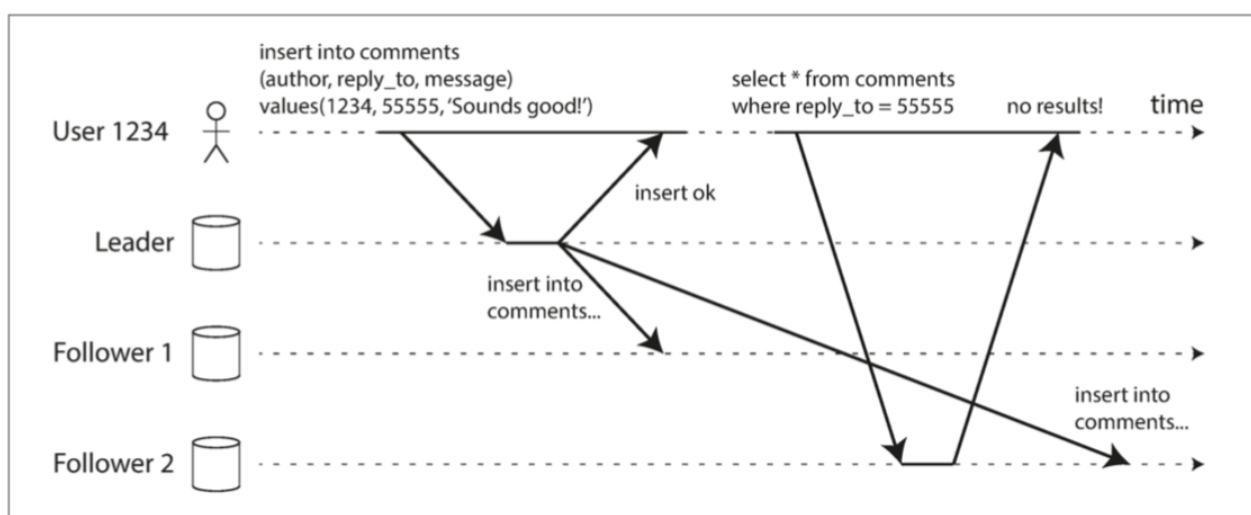 insert into comments
(author, reply_to, message)
values(1234, 55555, ‘Sounds good!’)
select * from comments
where reply_to = 55555
no results!
time
User 1234
insert ok
Leader
insert into
comments...
Follower 1
insert into
comments...
Follower 2